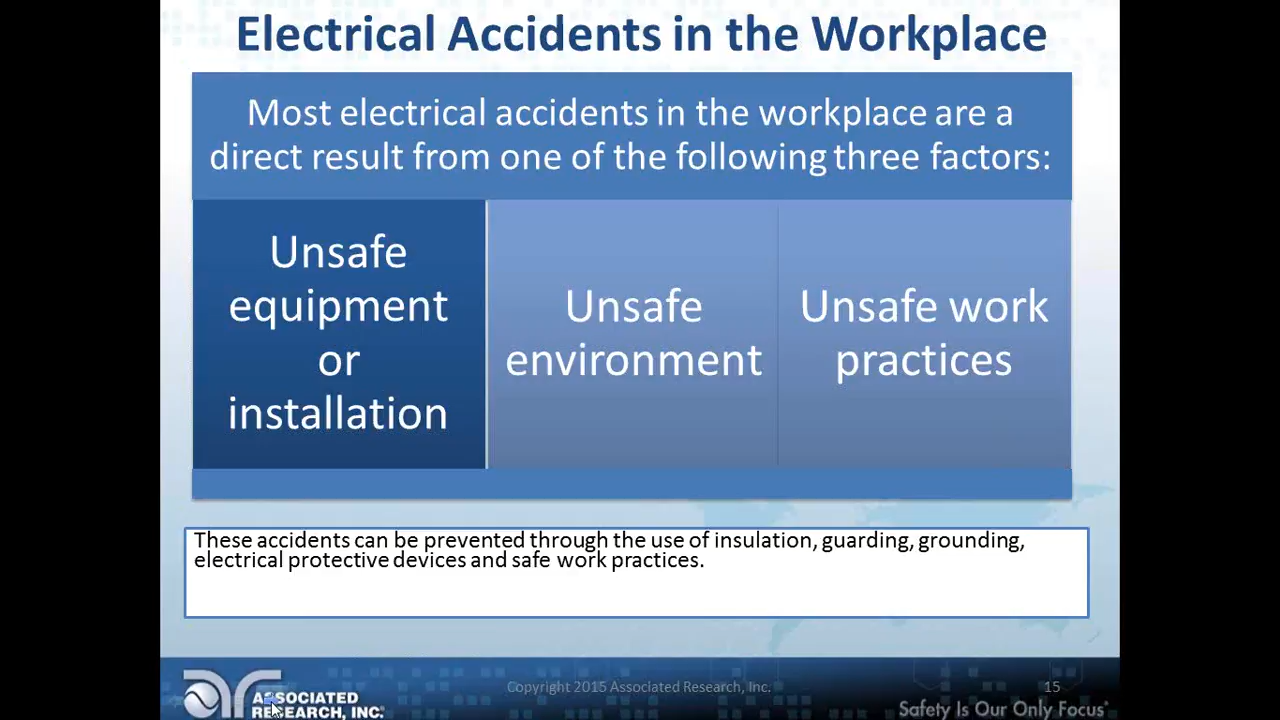 Electrical Accidents in the Workplace
Most electrical accidents in the workplace are a
direct result from one of the following three factors:
Unsafe
equipment
or
installation
Unsafe
environment
Unsafe work
practices
These accidents can be prevented through the use of insulation, guarding, grounding,
electrical protective devices and safe work practices.
ASSOCIATED
RESEARCH, INC.
Copyright 2015 Associated Research, Inc.
15
Safety Is Our Only Focus